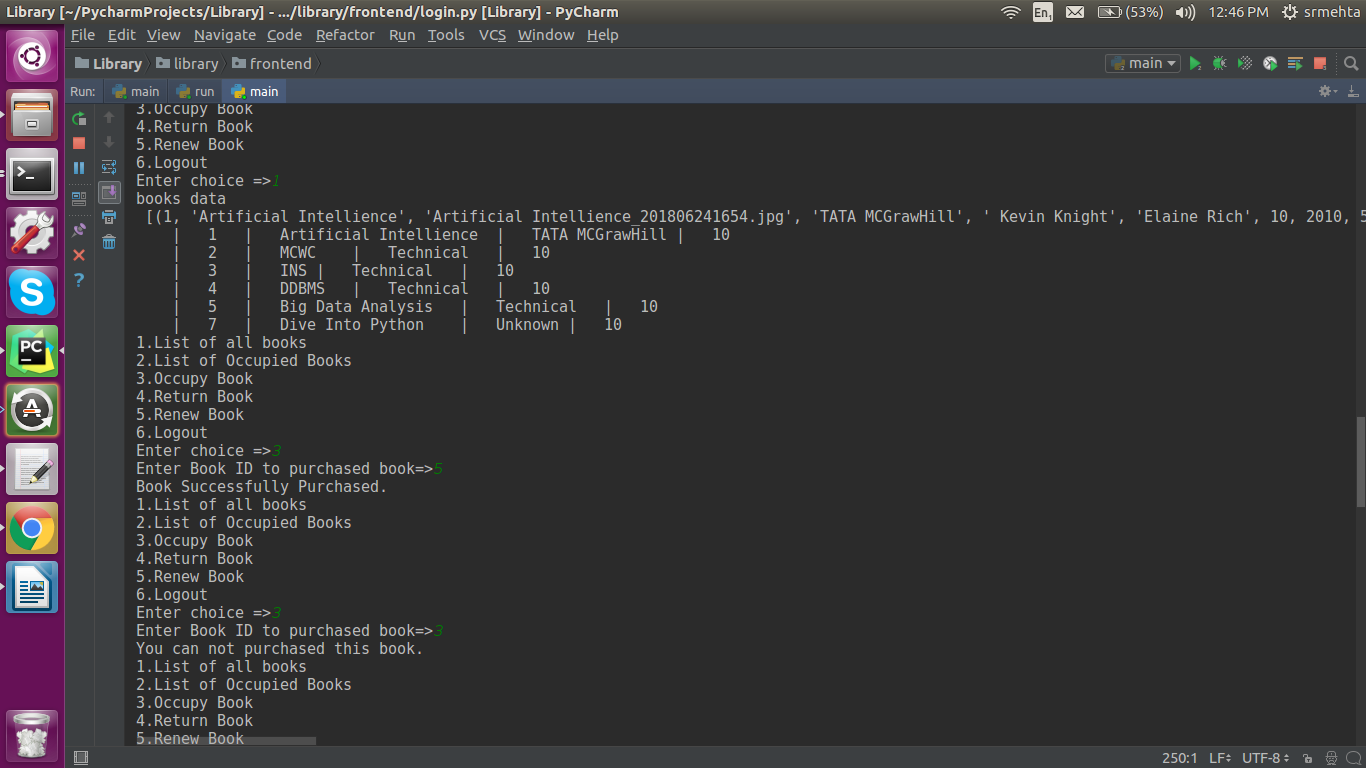 Library [~/PycharmProjects/Library] - .../library/frontend/login.py [Library] - PyCharm En1 (53%) 12:46 PM srmehta
File Edit View Navigate Code Refactor Run Tools VCS Window Help
Library library frontend main
Run: main run main
3.Occupy Book
4.Return Book
5.Renew Book
6.Logout
Enter choice =>1
books data
[(1, 'Artificial Intellience', 'Artificial Intellience_201806241654.jpg', 'TATA MCGrawHill', ' Kevin Knight', 'Elaine Rich', 10, 2010, 5
| 1 | Artificial Intellience | TATA MCGrawHill | 10
| 2 | MCWC | Technical | 10
| 3 | INS | Technical | 10
| 4 | DDBMS | Technical | 10
| 5 | Big Data Analysis | Technical | 10
| 7 | Dive Into Python | Unknown | 10
1.List of all books
2.List of Occupied Books
3.Occupy Book
4.Return Book
5.Renew Book
6.Logout
Enter choice =>3
Enter Book ID to purchased book=>5
Book Successfully Purchased.
1.List of all books
2.List of Occupied Books
3.Occupy Book
4.Return Book
5.Renew Book
6.Logout
Enter choice =>3
Enter Book ID to purchased book=>3
You can not purchased this book.
1.List of all books
2.List of Occupied Books
3.Occupy Book
4.Return Book
5.Renew Book
250:1 LF UTF-8